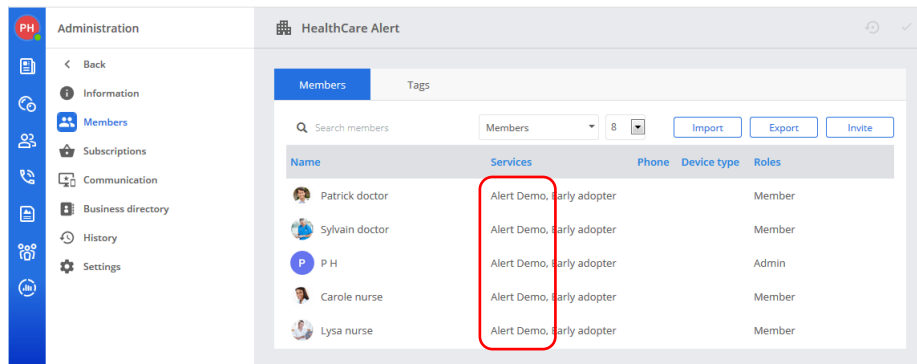 PH Administration HealthCare Alert
Back
Information
Members
Subscriptions
Communication
Business directory
History
Settings
Members Tags
Search members Members 8 Import Export Invite
Name Services Phone Device type Roles
Patrick doctor Alert Demo, Early adopter Member
Sylvain doctor Alert Demo, Early adopter Member
P P H Alert Demo, Early adopter Admin
Carole nurse Alert Demo, Early adopter Member
Lysa nurse Alert Demo, Early adopter Member